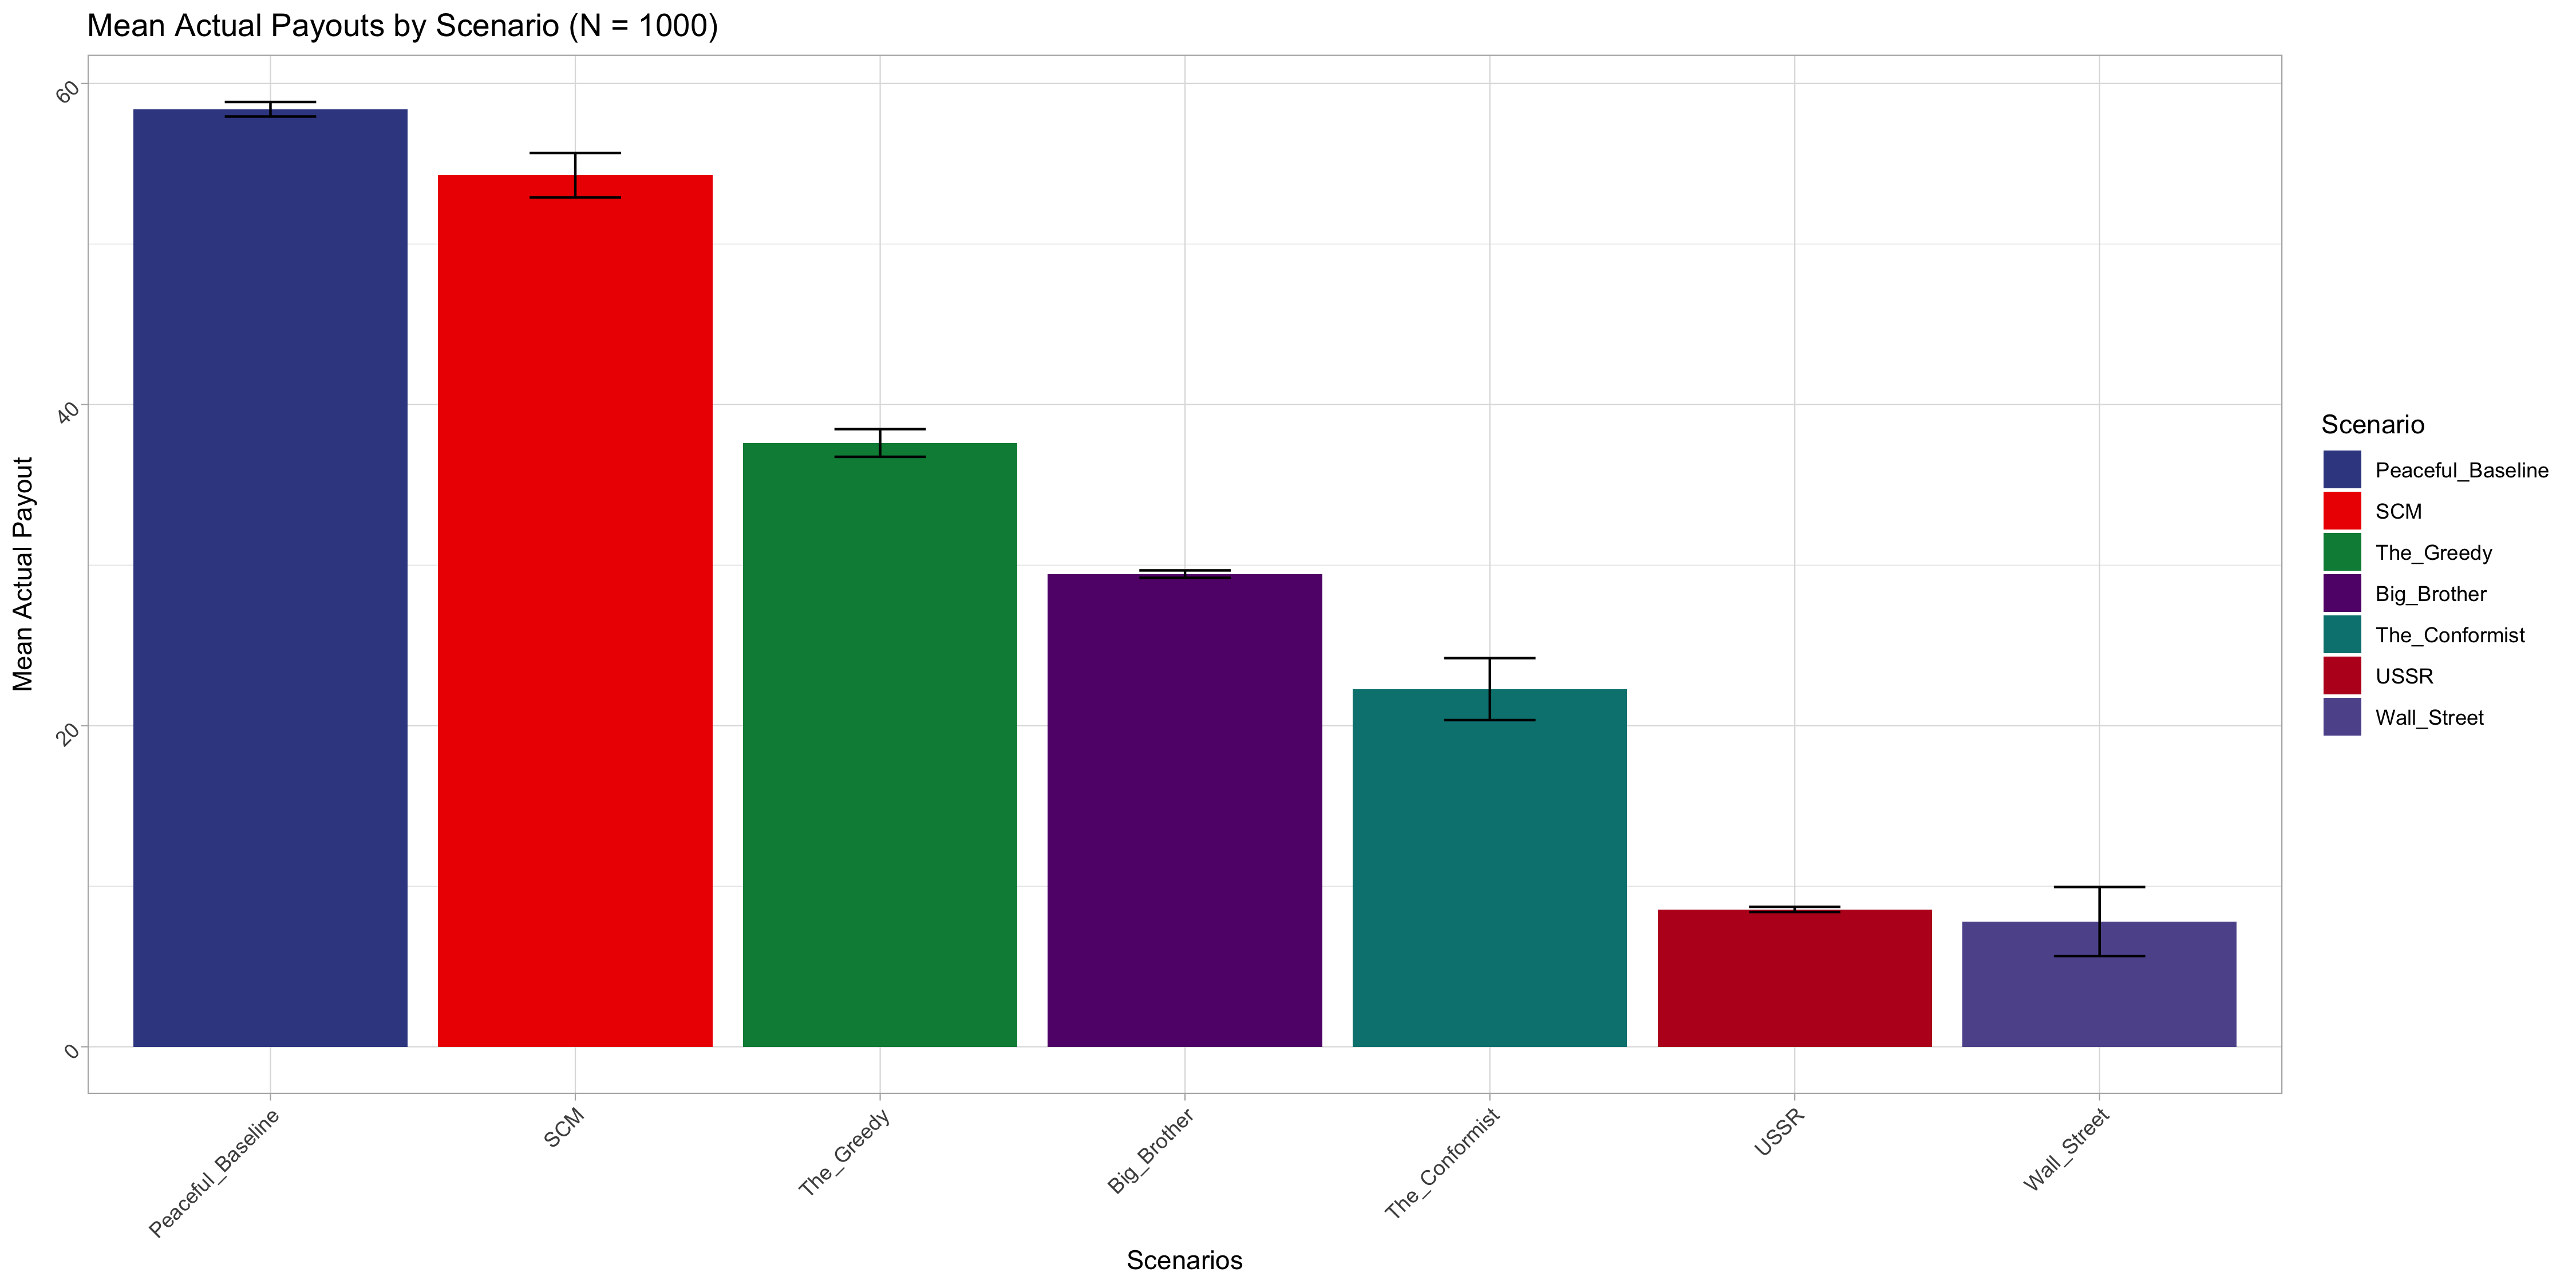 Mean Actual Payouts by Scenario (N = 1000)
Mean Actual Payout
60
40
20
0
Peaceful_Baseline
SCM
The_Greedy
Big_Brother
The_Conformist
USSR
Wall_Street
Scenarios
Scenario
Peaceful_Baseline
SCM
The_Greedy
Big_Brother
The_Conformist
USSR
Wall_Street